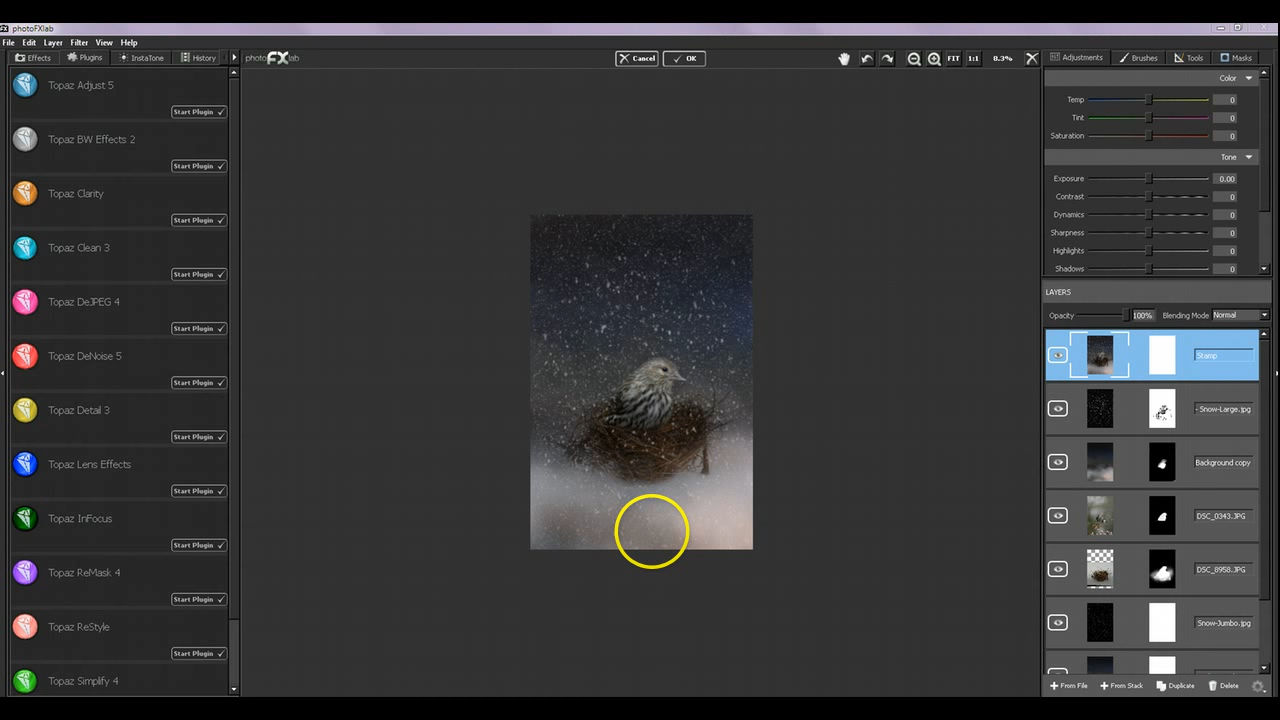 photoFXlab
File Edit Layer Filter View Help
Effects Plugins InstaTone History
photoFXlab
Cancel OK
FIT 1:1 8.3%
Adjustments Brushes Tools Masks
Topaz Adjust 5
Start Plugin
Topaz BW Effects 2
Start Plugin
Topaz Clarity
Start Plugin
Topaz Clean 3
Start Plugin
Topaz DeJPEG 4
Start Plugin
Topaz DeNoise 5
Start Plugin
Topaz Detail 3
Start Plugin
Topaz Lens Effects
Start Plugin
Topaz InFocus
Start Plugin
Topaz ReMask 4
Start Plugin
Topaz ReStyle
Start Plugin
Topaz Simplify 4
Color
Temp 0
Tint 0
Saturation 0
Tone
Exposure 0.00
Contrast 0
Dynamics 0
Sharpness 0
Highlights 0
Shadows 0
LAYERS
Opacity 100% Blending Mode Normal
Stamp
- Snow-Large.jpg
Background copy
DSC_0343.JPG
DSC_8958.JPG
Snow-Jumbo.jpg
From File From Stack Duplicate Delete